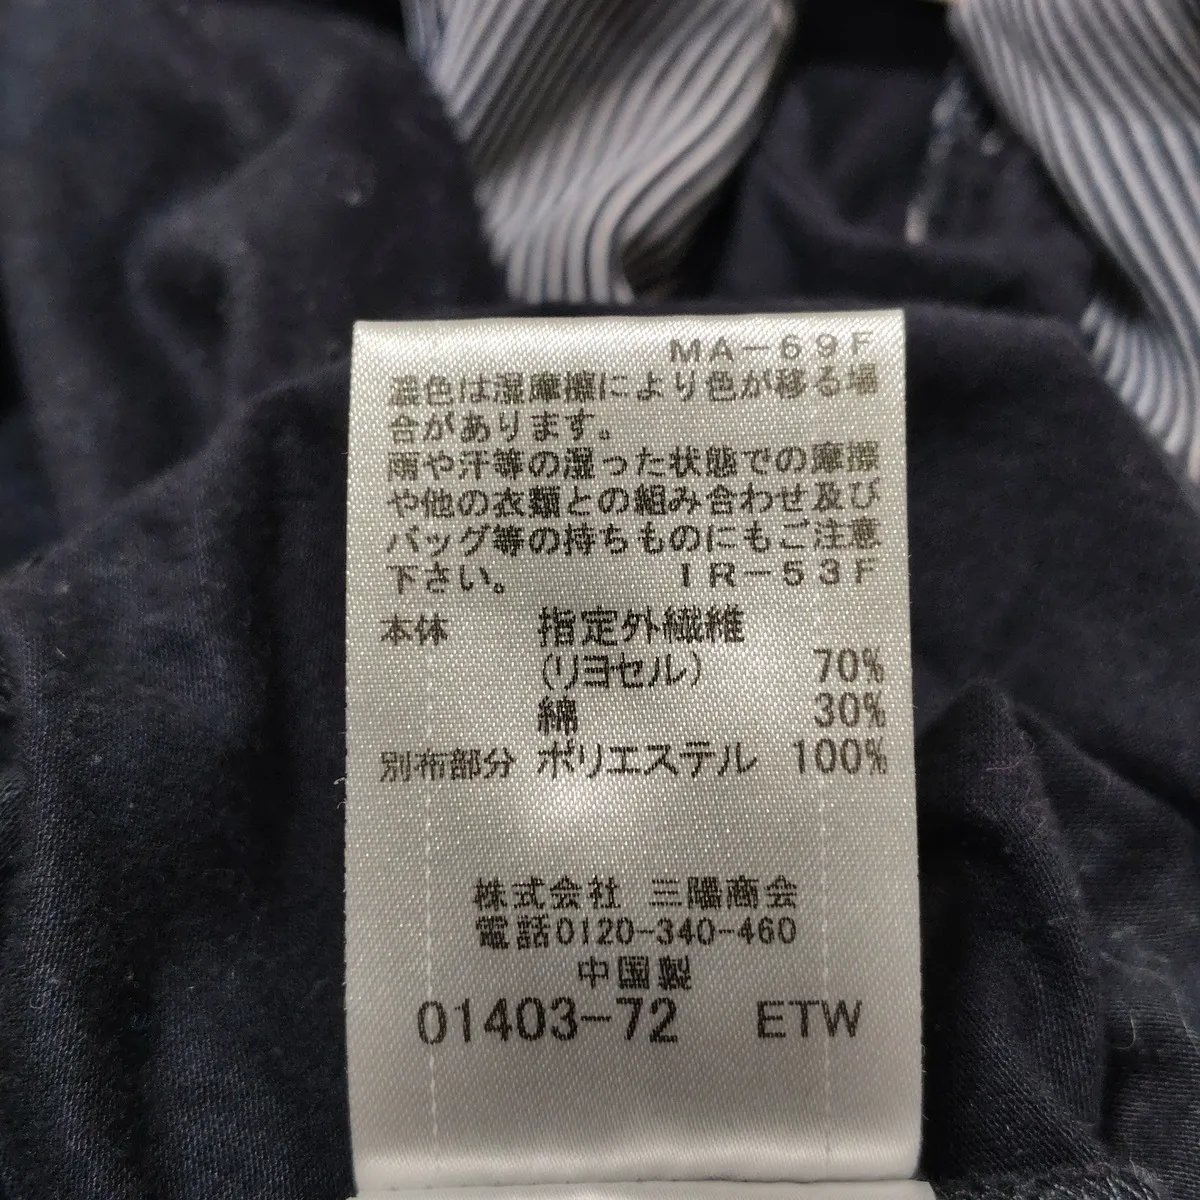 MA-69F
濃色は湿摩擦により色が移る場
合があります。
雨や汗等の湿った状態での摩擦
や他の衣類との組み合わせ及び
バッグ等の持ちものにもご注意
下さい。 IR-53F
本体 指定外繊維
(リヨセル) 70%
綿 30%
別布部分 ポリエステル 100%
株式会社 三陽商会
電話0120-340-460
中国製
01403-72 ETW